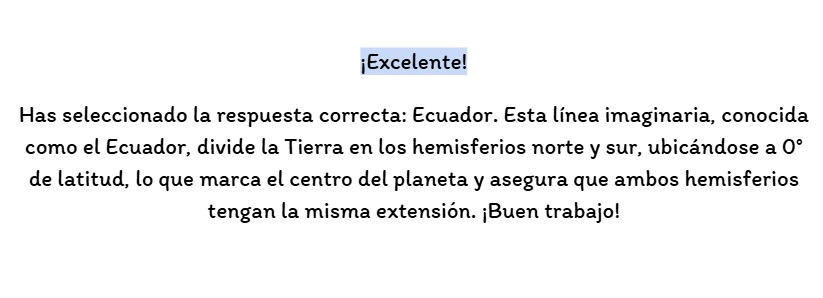 ¡Excelente!
Has seleccionado la respuesta correcta: Ecuador. Esta línea imaginaria, conocida
como el Ecuador, divide la Tierra en los hemisferios norte y sur, ubicándose a 0°
de latitud, lo que marca el centro del planeta y asegura que ambos hemisferios
tengan la misma extensión. ¡Buen trabajo!